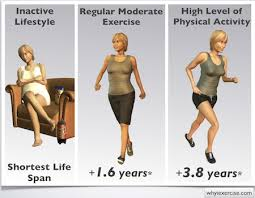 Inactive
Lifestyle
Shortest Life
Span
Regular Moderate
Exercise
+1.6 years*
High Level of
Physical Activity
+3.8 years*
whyiexercise.com